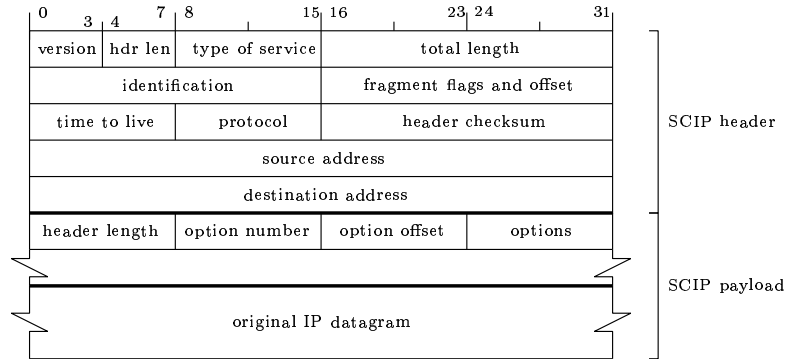 0 3 4 7 8 15 16 23 24 31
version hdr len type of service total length
identification fragment flags and offset
time to live protocol header checksum
SCIP header
source address
destination address
header length option number option offset options
SCIP payload
original IP datagram